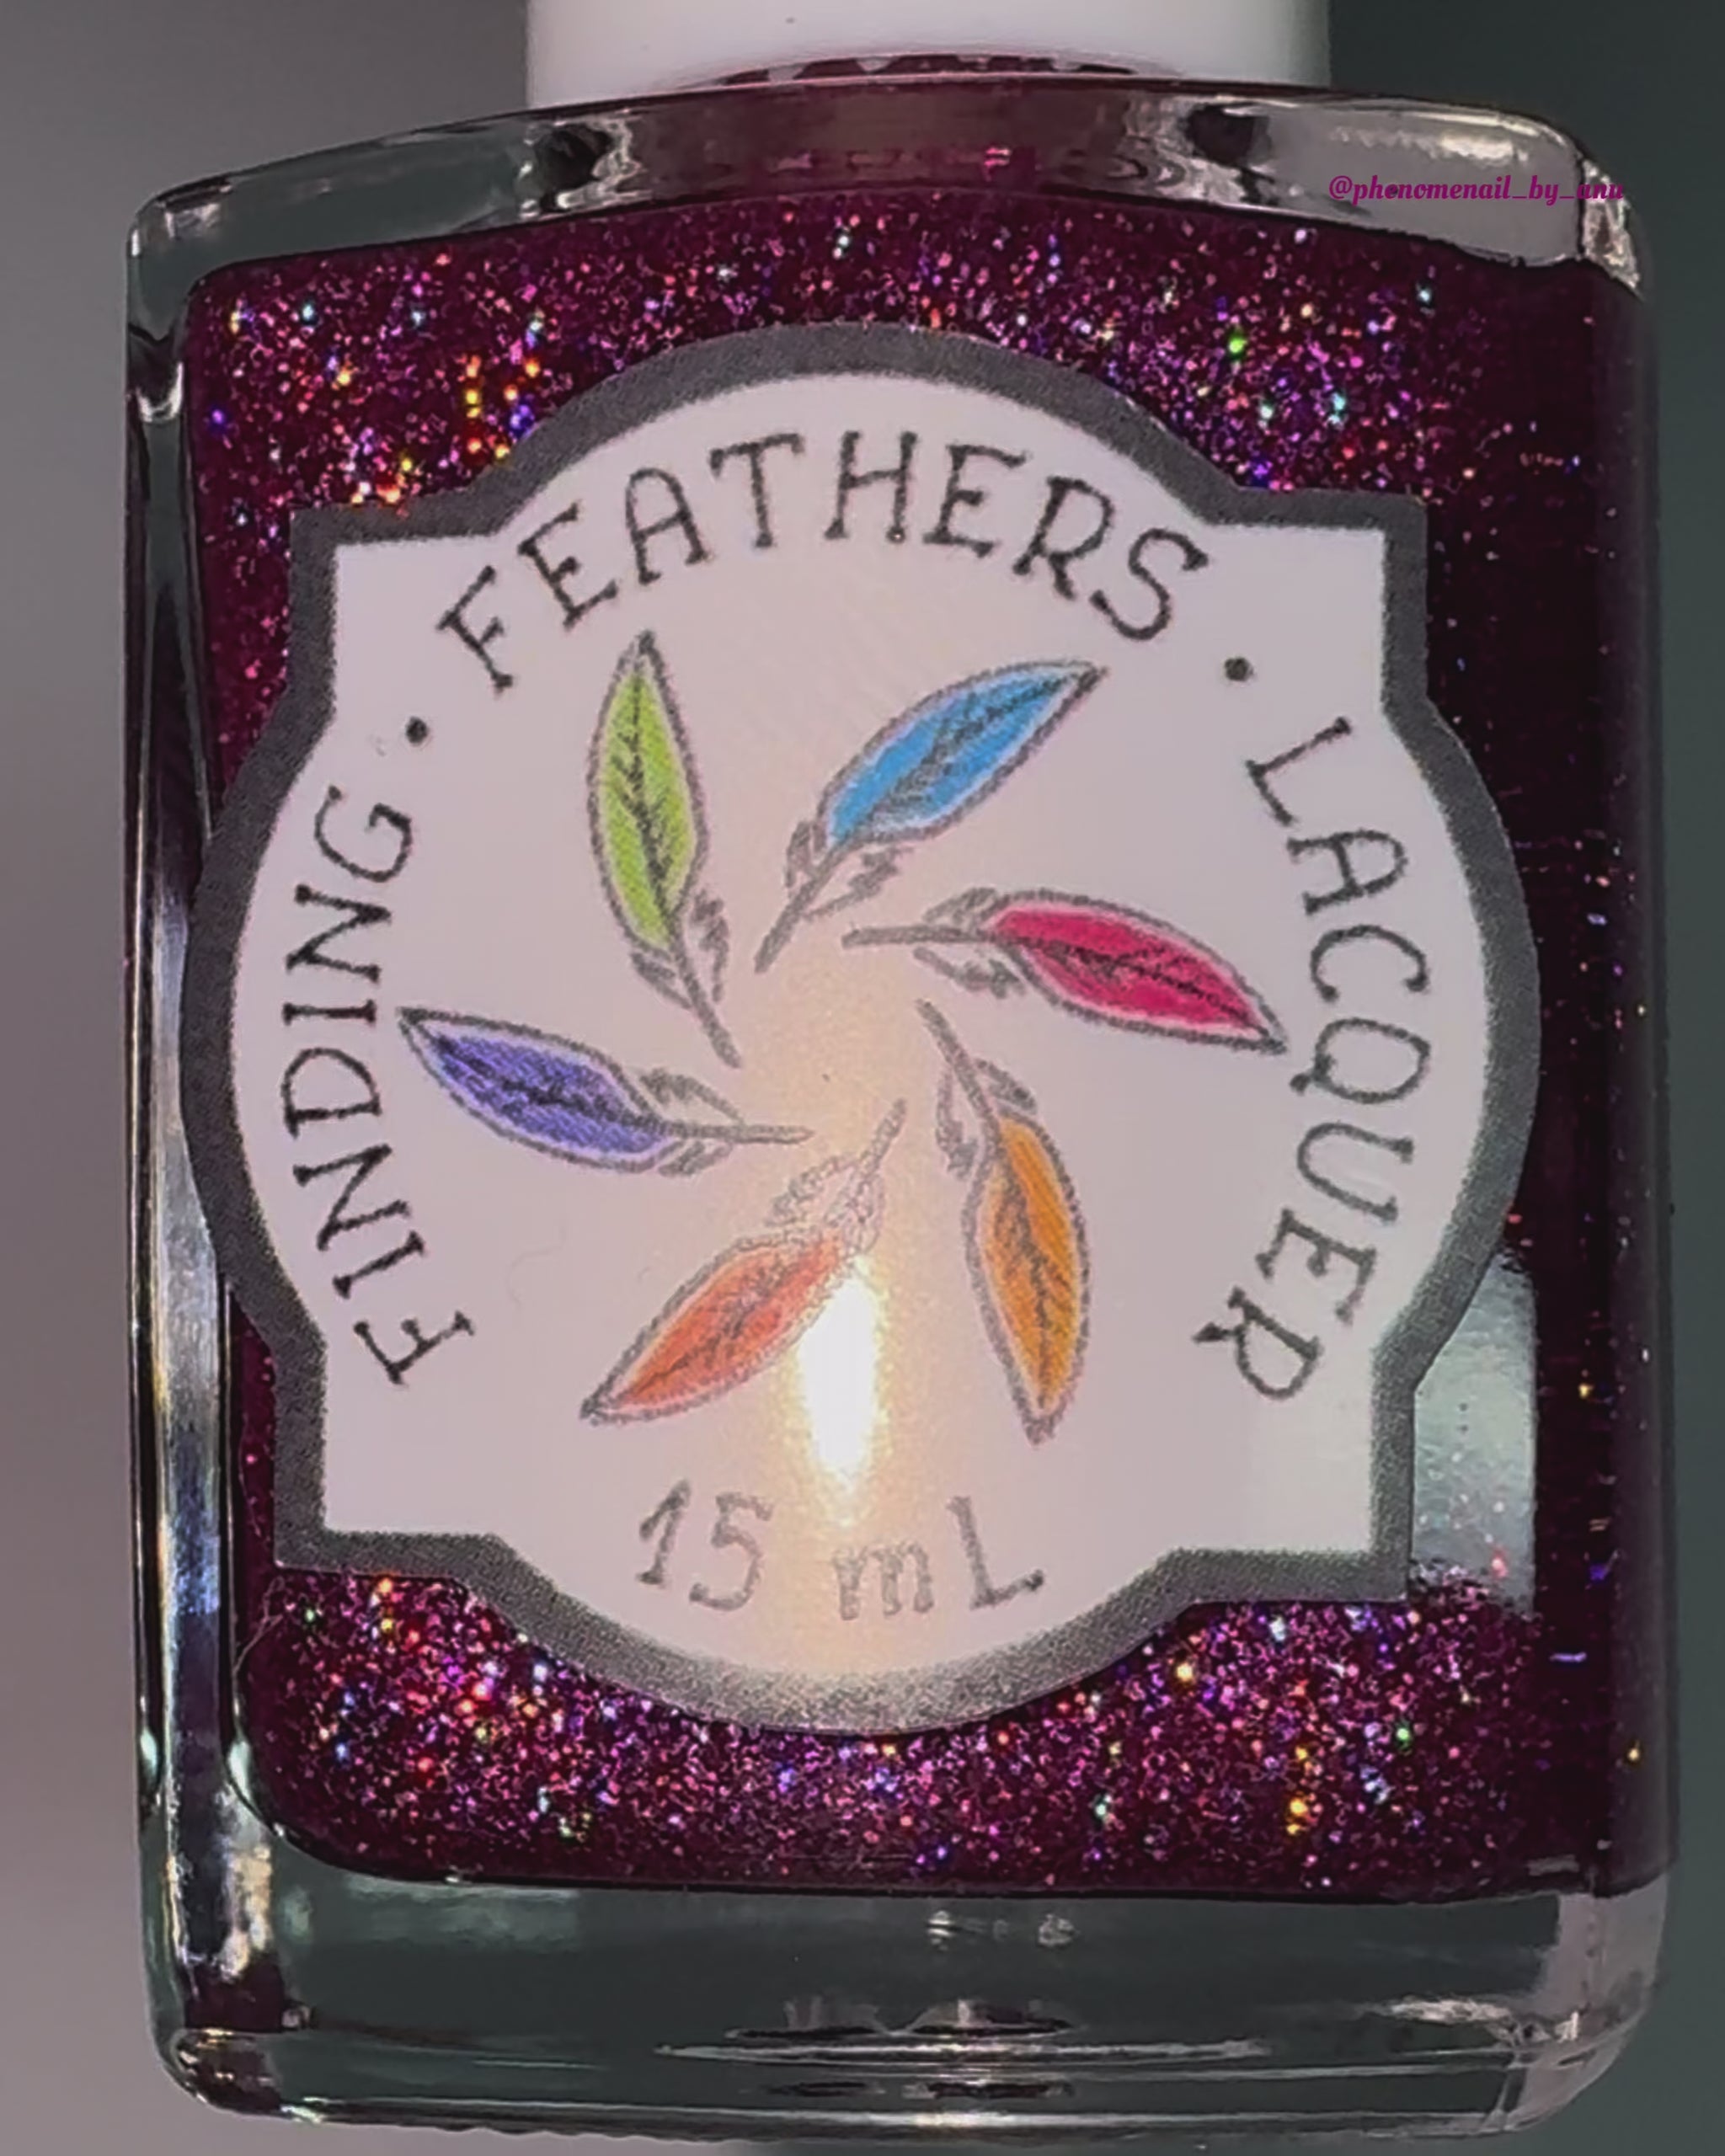 @phenomenail_by_anu
FINDING • FEATHERS • LACQUER
15 mL